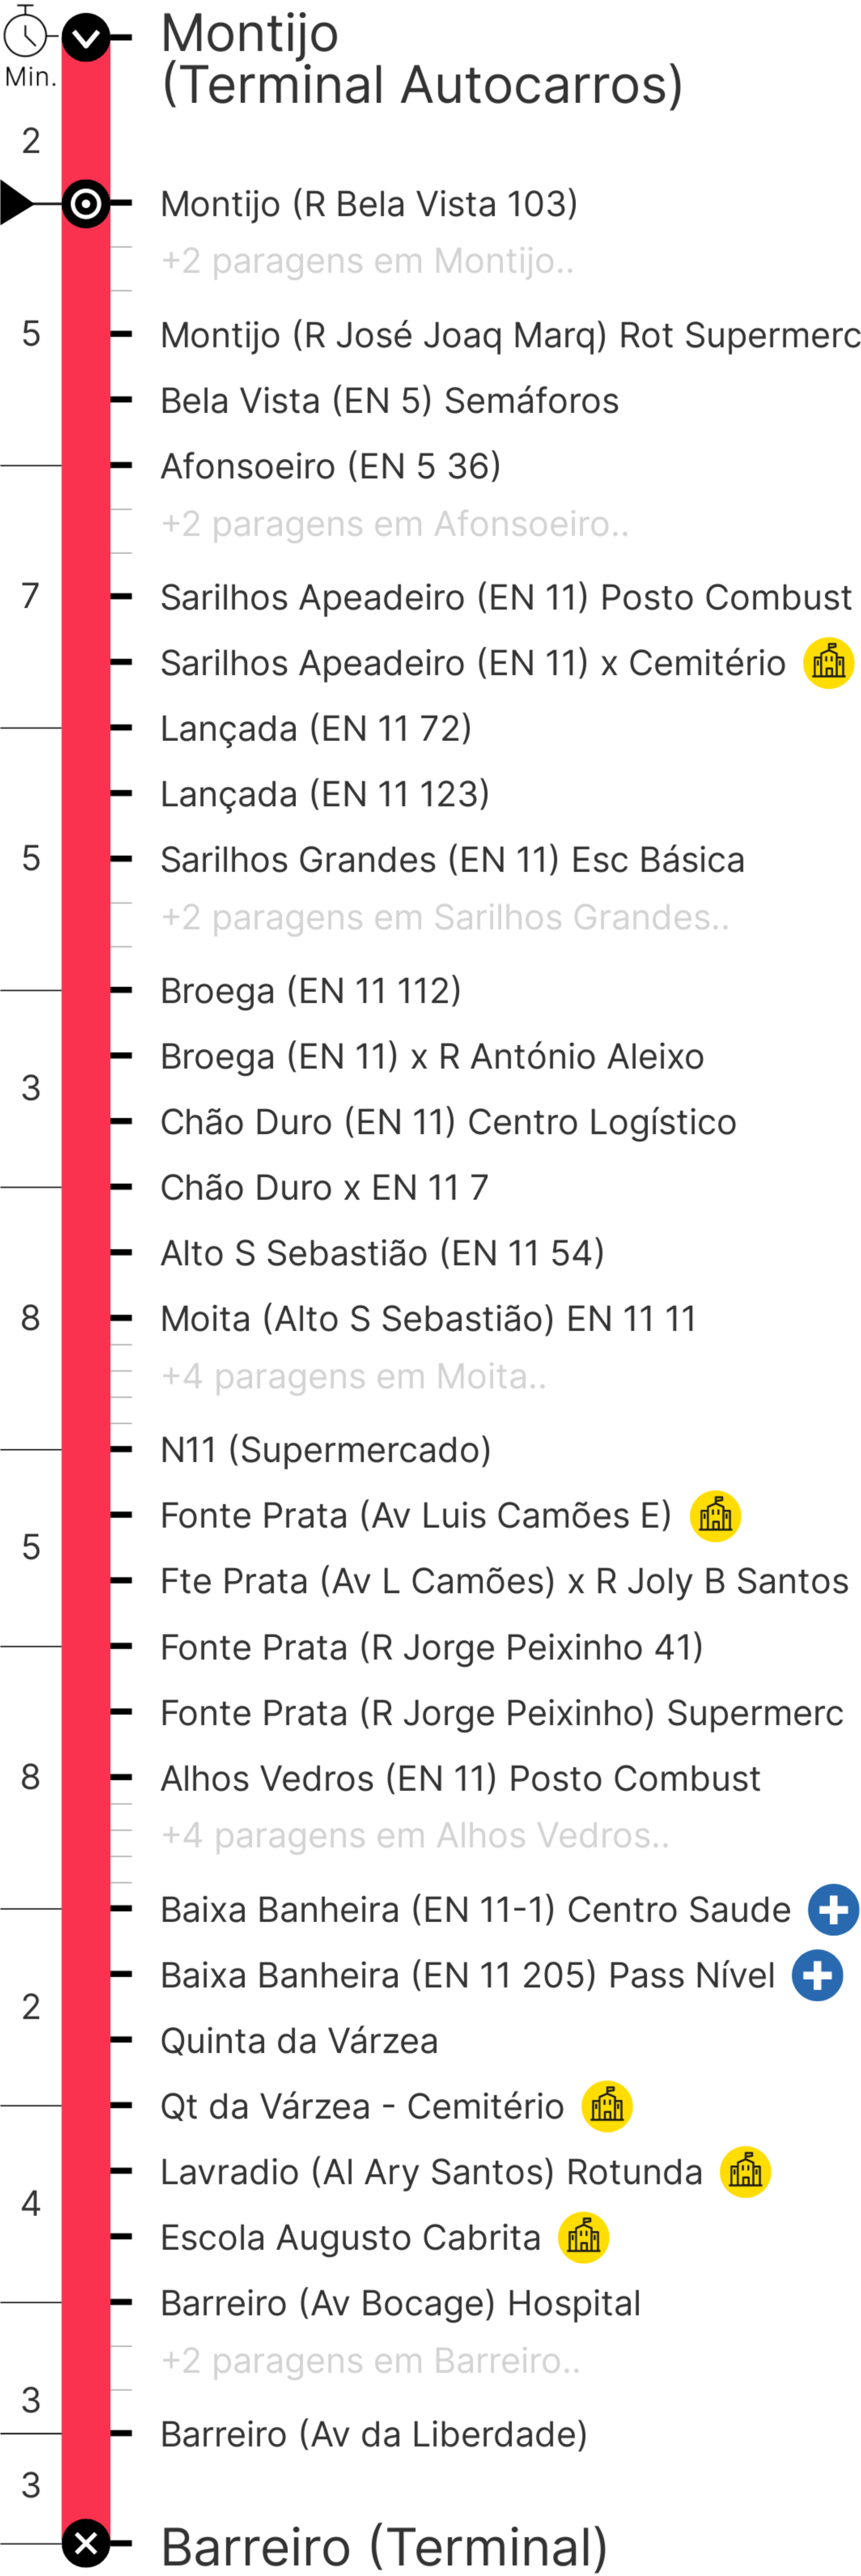 Montijo
(Terminal Autocarros)
Min.
2
Montijo (R Bela Vista 103)
+2 paragens em Montijo..
5
Montijo (R José Joaq Marq) Rot Supermerc
Bela Vista (EN 5) Semáforos
Afonsoeiro (EN 5 36)
+2 paragens em Afonsoeiro..
7
Sarilhos Apeadeiro (EN 11) Posto Combust
Sarilhos Apeadeiro (EN 11) x Cemitério
Lançada (EN 11 72)
Lançada (EN 11 123)
5
Sarilhos Grandes (EN 11) Esc Básica
+2 paragens em Sarilhos Grandes..
Broega (EN 11 112)
Broega (EN 11) x R António Aleixo
3
Chão Duro (EN 11) Centro Logístico
Chão Duro x EN 11 7
Alto S Sebastião (EN 11 54)
8
Moita (Alto S Sebastião) EN 11 11
+4 paragens em Moita..
N11 (Supermercado)
Fonte Prata (Av Luis Camões E)
5
Fte Prata (Av L Camões) x R Joly B Santos
Fonte Prata (R Jorge Peixinho 41)
Fonte Prata (R Jorge Peixinho) Supermerc
8
Alhos Vedros (EN 11) Posto Combust
+4 paragens em Alhos Vedros..
Baixa Banheira (EN 11-1) Centro Saude
Baixa Banheira (EN 11 205) Pass Nível
2
Quinta da Várzea
Qt da Várzea - Cemitério
Lavradio (Al Ary Santos) Rotunda
4
Escola Augusto Cabrita
Barreiro (Av Bocage) Hospital
+2 paragens em Barreiro..
3
Barreiro (Av da Liberdade)
3
Barreiro (Terminal)